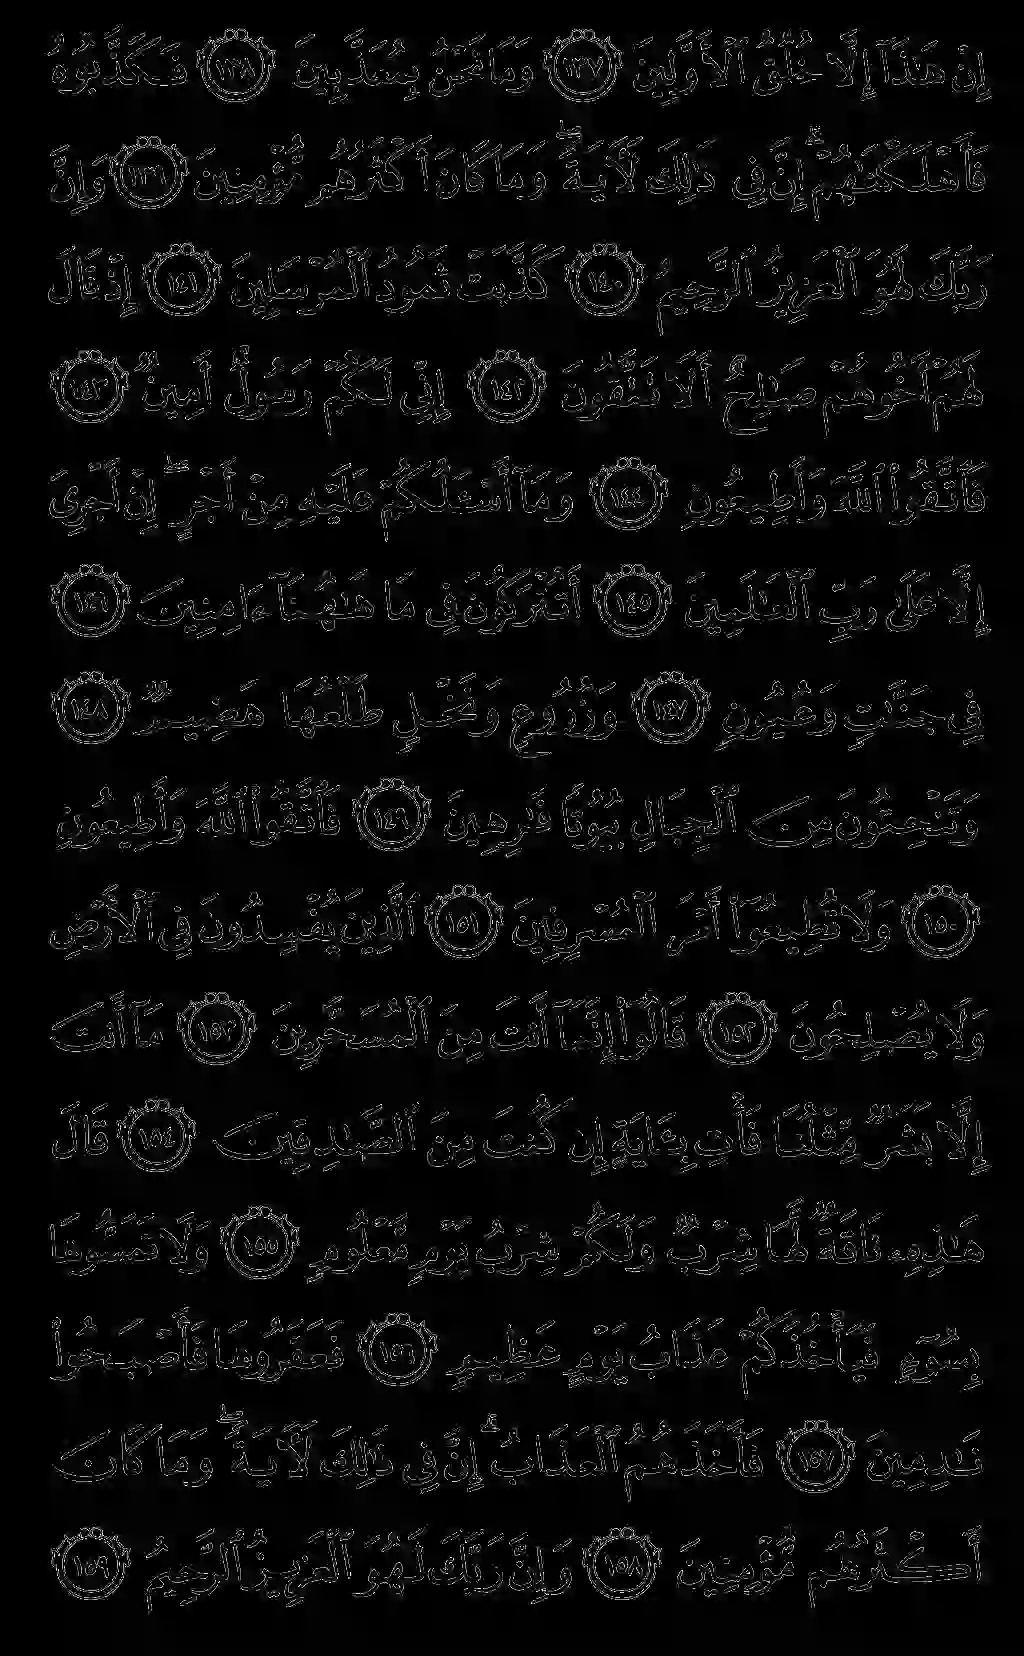 إِنْ هَـٰذَآ إِلَّا خُلُقُ ٱلْأَوَّلِينَ ١٣٧ وَمَا نَحْنُ بِمُعَذَّبِينَ ١٣٨ فَكَذَّبُوهُ
فَأَهْلَكْنَـٰهُمْ ۗ إِنَّ فِى ذَٰلِكَ لَـَٔايَةً ۖ وَمَا كَانَ أَكْثَرُهُم مُّؤْمِنِينَ ١٣٩ وَإِنَّ
رَبَّكَ لَهُوَ ٱلْعَزِيزُ ٱلرَّحِيمُ ١٤٠ كَذَّبَتْ ثَمُودُ ٱلْمُرْسَلِينَ ١٤١ إِذْ قَالَ
لَهُمْ أَخُوهُمْ صَـٰلِحٌ أَلَا تَتَّقُونَ ١٤٢ إِنِّى لَكُمْ رَسُولٌ أَمِينٌ ١٤٣
فَٱتَّقُوا۟ ٱللَّهَ وَأَطِيعُونِ ١٤٤ وَمَآ أَسْـَٔلُكُمْ عَلَيْهِ مِنْ أَجْرٍ ۖ إِنْ أَجْرِىَ
إِلَّا عَلَىٰ رَبِّ ٱلْعَـٰلَمِينَ ١٤٥ أَتُتْرَكُونَ فِى مَا هَـٰهُنَآ ءَامِنِينَ ١٤٦
فِى جَنَّـٰتٍ وَعُيُونٍ ١٤٧ وَزُرُوعٍ وَنَخْلٍ طَلْعُهَا هَضِيمٌ ١٤٨
وَتَنْحِتُونَ مِنَ ٱلْجِبَالِ بُيُوتًا فَـٰرِهِينَ ١٤٩ فَٱتَّقُوا۟ ٱللَّهَ وَأَطِيعُونِ
١٥٠ وَلَا تُطِيعُوٓا۟ أَمْرَ ٱلْمُسْرِفِينَ ١٥١ ٱلَّذِينَ يُفْسِدُونَ فِى ٱلْأَرْضِ
وَلَا يُصْلِحُونَ ١٥٢ قَالُوٓا۟ إِنَّمَآ أَنتَ مِنَ ٱلْمُسَحَّرِينَ ١٥٣ مَآ أَنتَ
إِلَّا بَشَرٌ مِّثْلُنَا فَأْتِ بِـَٔايَةٍ إِن كُنتَ مِنَ ٱلصَّـٰدِقِينَ ١٥٤ قَالَ
هَـٰذِهِۦ نَاقَةٌ لَّهَا شِرْبٌ وَلَكُمْ شِرْبُ يَوْمٍ مَّعْلُومٍ ١٥٥ وَلَا تَمَسُّوهَا
بِسُوٓءٍ فَيَأْخُذَكُمْ عَذَابُ يَوْمٍ عَظِيمٍ ١٥٦ فَعَقَرُوهَا فَأَصْبَحُوا۟
نَـٰدِمِينَ ١٥٧ فَأَخَذَهُمُ ٱلْعَذَابُ ۗ إِنَّ فِى ذَٰلِكَ لَـَٔايَةً ۖ وَمَا كَانَ
أَكْثَرُهُم مُّؤْمِنِينَ ١٥٨ وَإِنَّ رَبَّكَ لَهُوَ ٱلْعَزِيزُ ٱلرَّحِيمُ ١٥٩